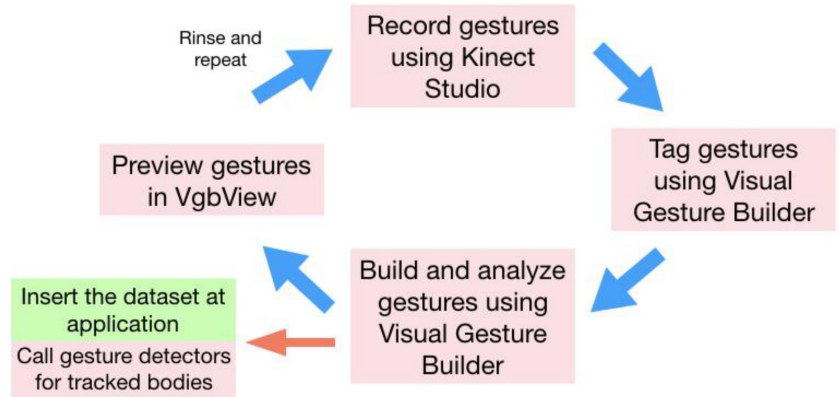 Rinse and
repeat
Record gestures
using Kinect
Studio
Tag gestures
using Visual
Gesture Builder
Build and analyze
gestures using
Visual Gesture
Builder
Preview gestures
in VgbView
Insert the dataset at
application
Call gesture detectors
for tracked bodies